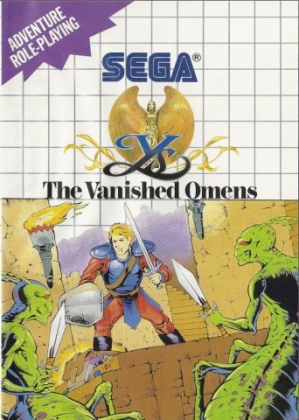 ADVENTURE
ROLE-PLAYING
SEGA®
Ys
The Vanished Omens